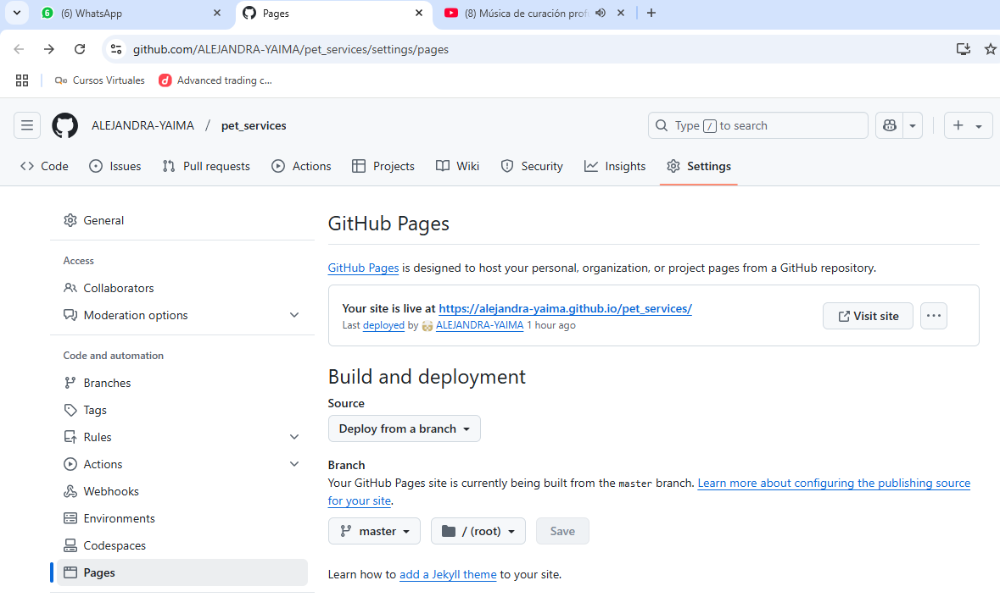 6 (6) WhatsApp
Pages
(8) Música de curación prof
github.com/ALEJANDRA-YAIMA/pet_services/settings/pages
Cursos Virtuales
Advanced trading c...
ALEJANDRA-YAIMA / pet_services
Type / to search
Code
Issues
Pull requests
Actions
Projects
Wiki
Security
Insights
Settings
General
Access
Collaborators
Moderation options
Code and automation
Branches
Tags
Rules
Actions
Webhooks
Environments
Codespaces
Pages
GitHub Pages
GitHub Pages is designed to host your personal, organization, or project pages from a GitHub repository.
Your site is live at https://alejandra-yaima.github.io/pet_services/
Last deployed by ALEJANDRA-YAIMA 1 hour ago
Visit site
Build and deployment
Source
Deploy from a branch
Branch
Your GitHub Pages site is currently being built from the master branch. Learn more about configuring the publishing source
for your site.
master
/ (root)
Save
Learn how to add a Jekyll theme to your site.